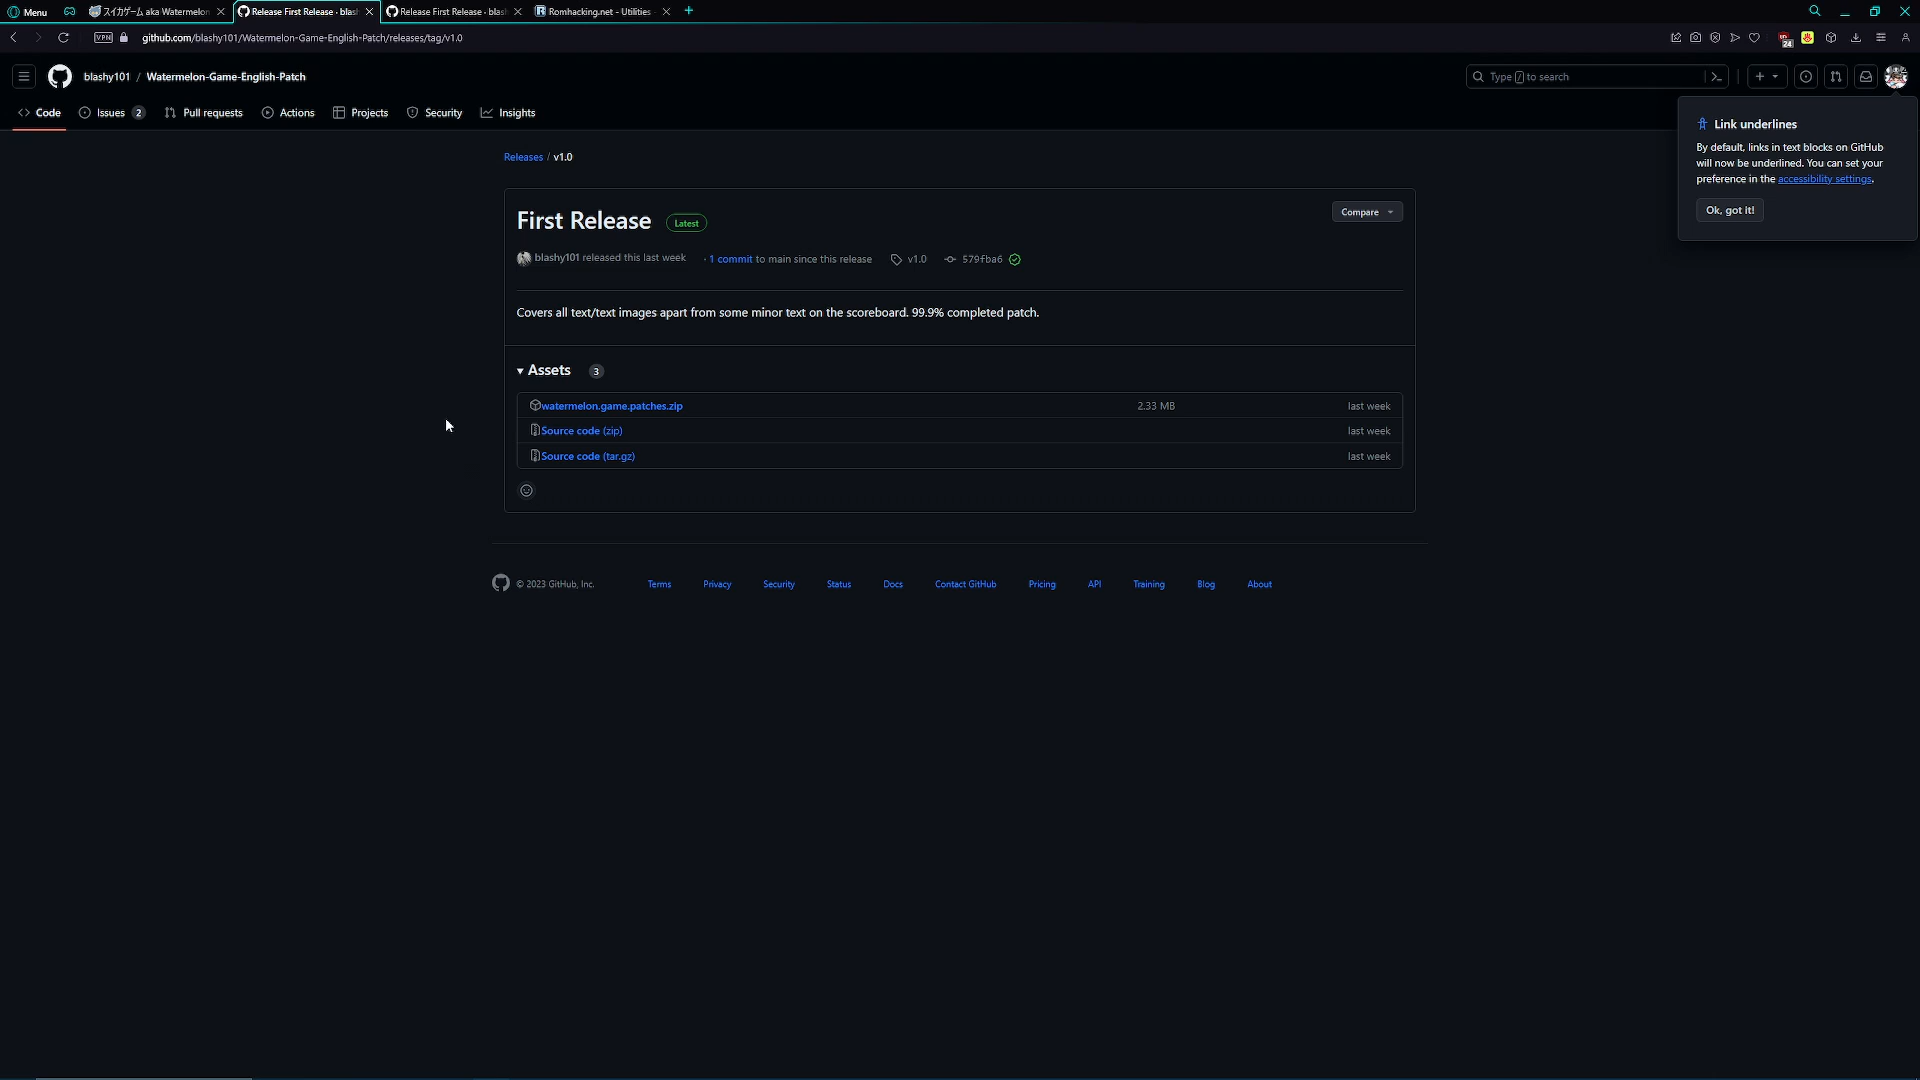 Menu
スイカゲーム aka Watermelon
Release First Release · blash
Release First Release · blash
Romhacking.net - Utilities
VPN
github.com/blashy101/Watermelon-Game-English-Patch/releases/tag/v1.0
24
blashy101 / Watermelon-Game-English-Patch
Type / to search
Code
Issues 2
Pull requests
Actions
Projects
Security
Insights
Link underlines
By default, links in text blocks on GitHub
will now be underlined. You can set your
preference in the accessibility settings.
Ok, got it!
Releases / v1.0
First Release
Latest
Compare
blashy101 released this last week
· 1 commit to main since this release
v1.0
579fba6
Covers all text/text images apart from some minor text on the scoreboard. 99.9% completed patch.
Assets 3
watermelon.game.patches.zip 2.33 MB last week
Source code (zip) last week
Source code (tar.gz) last week
© 2023 GitHub, Inc.
Terms
Privacy
Security
Status
Docs
Contact GitHub
Pricing
API
Training
Blog
About